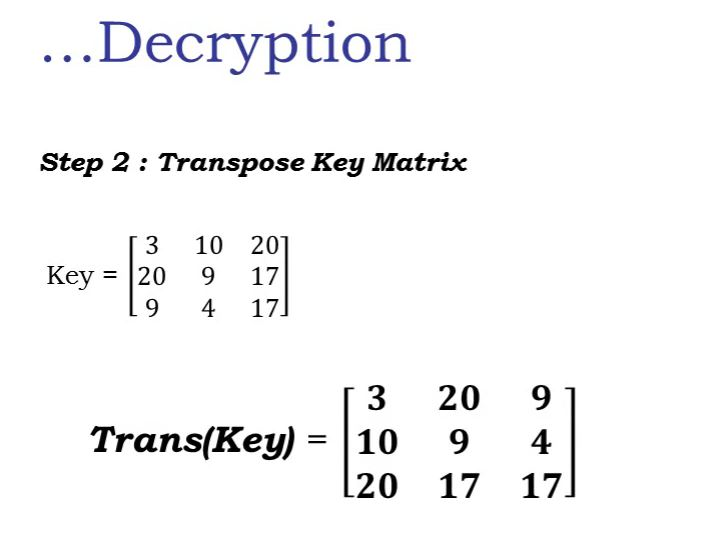 …Decryption
Step 2 : Transpose Key Matrix
3 10 20
Key = 20 9 17
9 4 17
3 20 9
Trans(Key) = 10 9 4
20 17 17